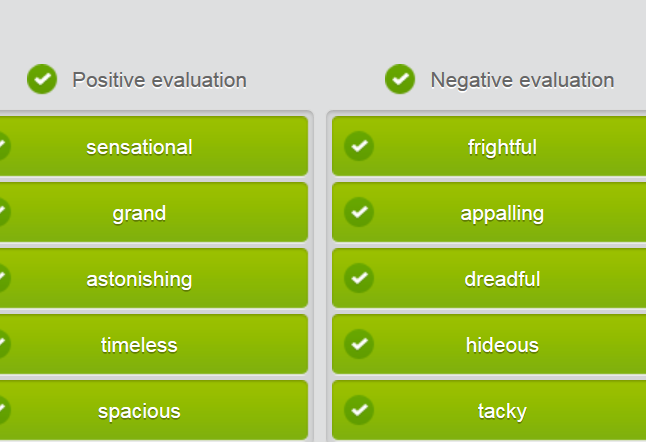 Positive evaluation
Negative evaluation
sensational
frightful
grand
appalling
astonishing
dreadful
timeless
hideous
spacious
tacky